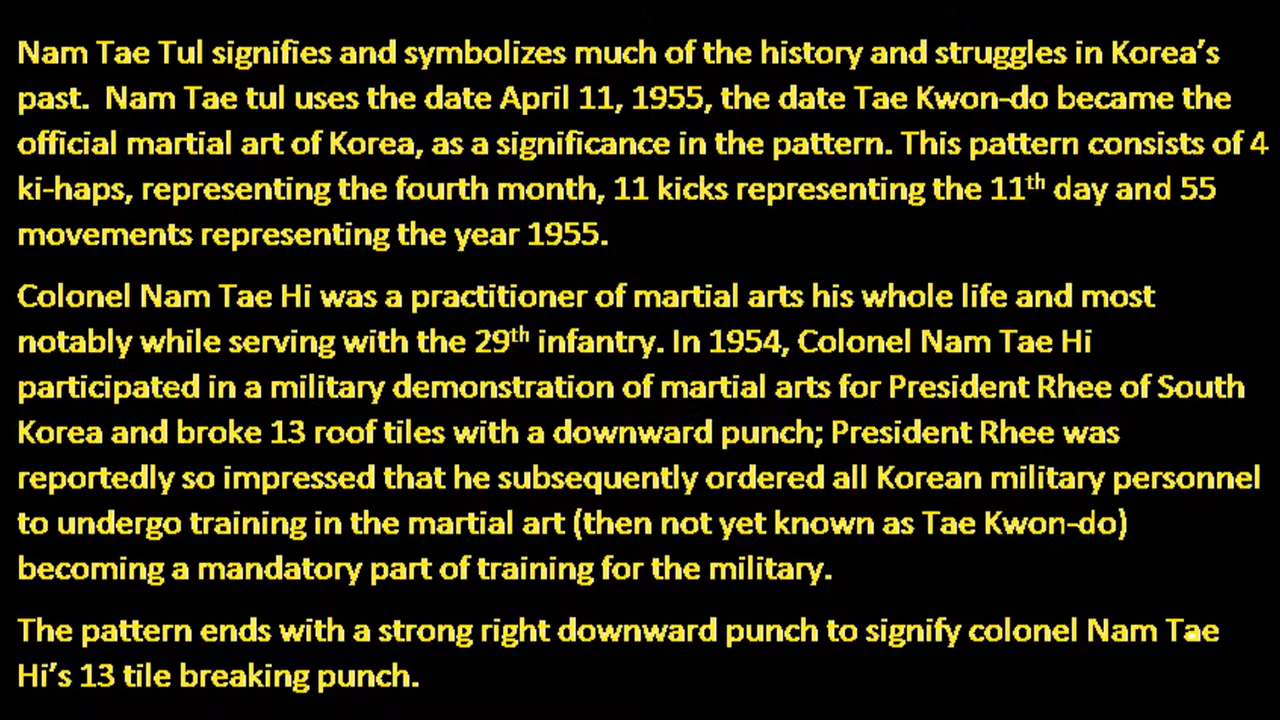 Nam Tae Tul signifies and symbolizes much of the history and struggles in Korea's
past.  Nam Tae tul uses the date April 11, 1955, the date Tae Kwon-do became the
official martial art of Korea, as a significance in the pattern. This pattern consists of 4
ki-haps, representing the fourth month, 11 kicks representing the 11th day and 55
movements representing the year 1955.
Colonel Nam Tae Hi was a practitioner of martial arts his whole life and most
notably while serving with the 29th infantry. In 1954, Colonel Nam Tae Hi
participated in a military demonstration of martial arts for President Rhee of South
Korea and broke 13 roof tiles with a downward punch; President Rhee was
reportedly so impressed that he subsequently ordered all Korean military personnel
to undergo training in the martial art (then not yet known as Tae Kwon-do)
becoming a mandatory part of training for the military.
The pattern ends with a strong right downward punch to signify colonel Nam Tae
Hi's 13 tile breaking punch.